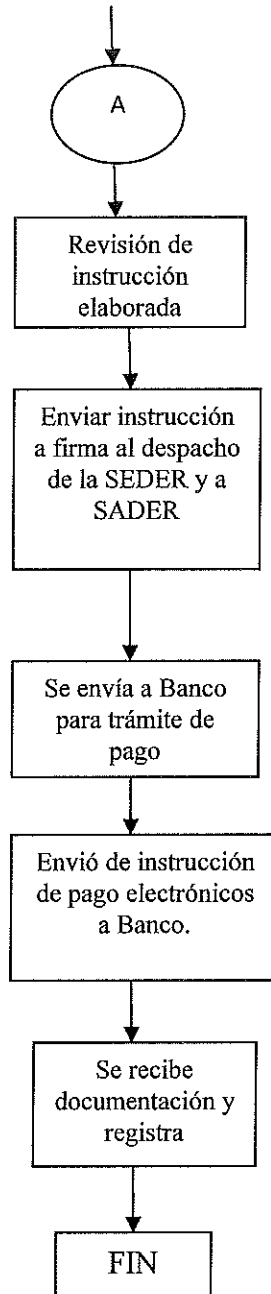 A
Revisión de
instrucción
elaborada
Enviar instrucción
a firma al despacho
de la SEDER y a
SADER
Se envía a Banco
para trámite de
pago
Envió de instrucción
de pago electrónicos
a Banco.
Se recibe
documentación y
registra
FIN